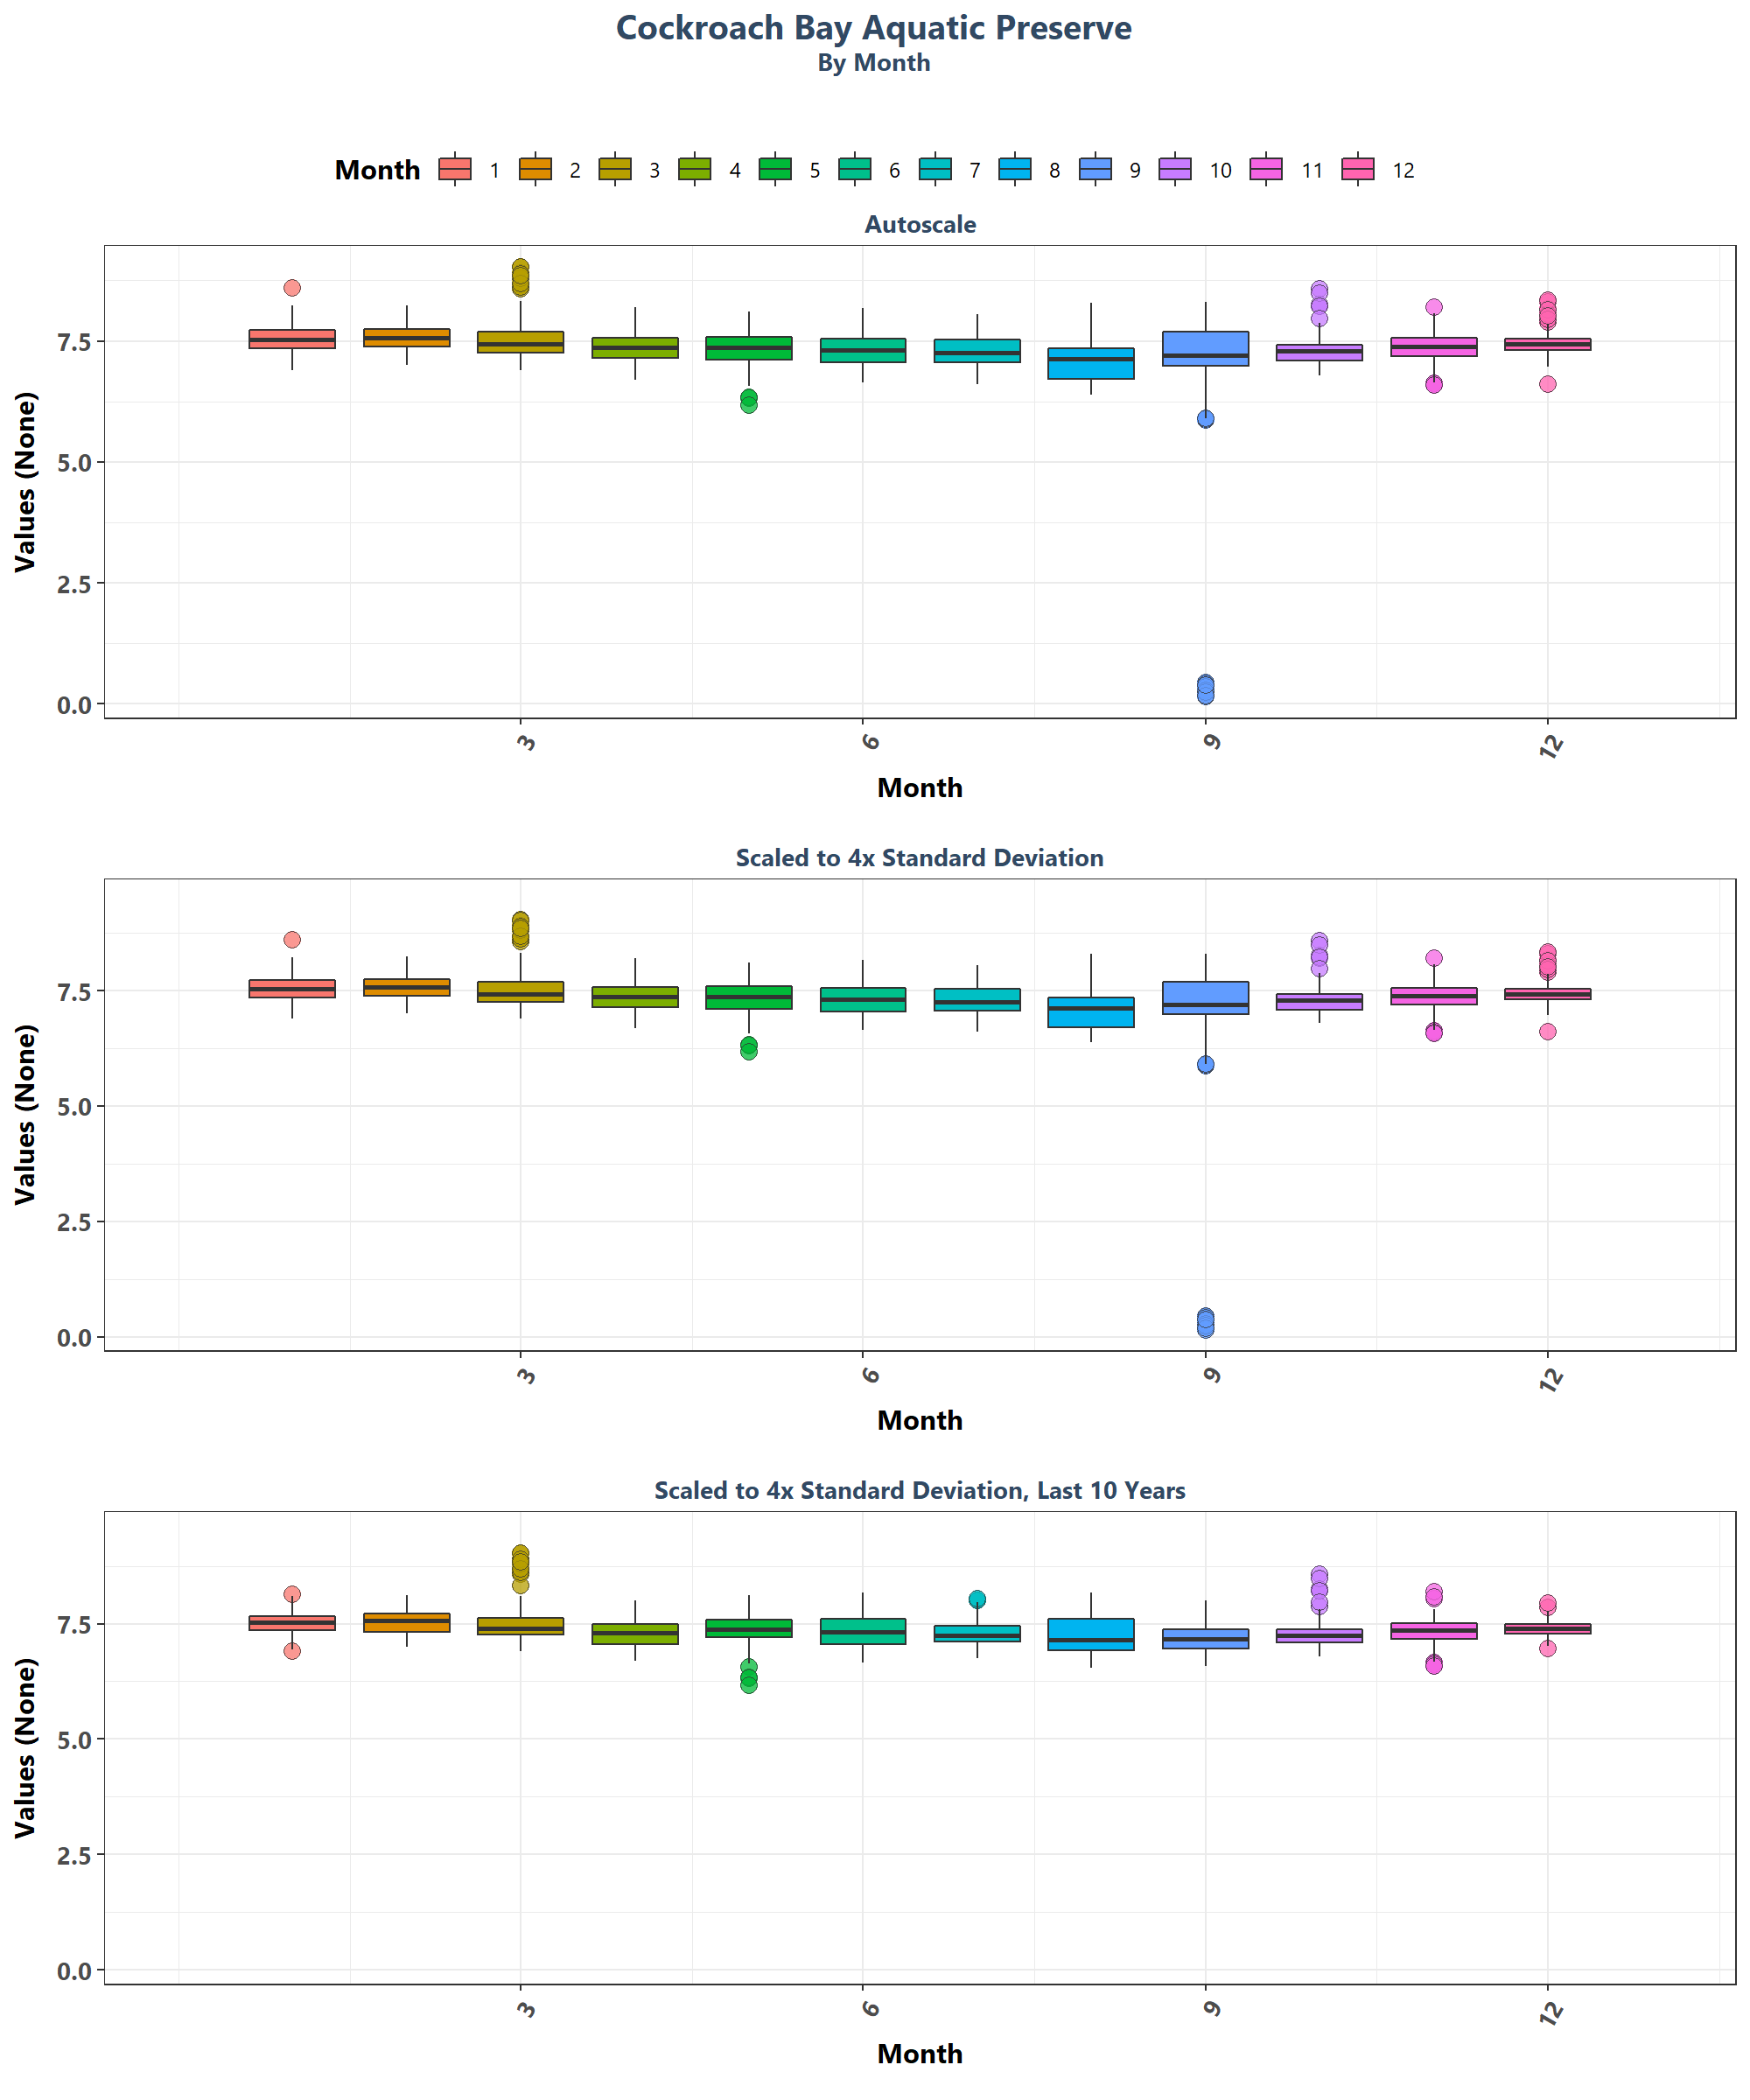 Cockroach Bay Aquatic Preserve
By Month
Month 1 2 3 4 5 6 7 8 9 10 11 12
Autoscale
Values (None)
7.5
5.0
2.5
0.0
3 6 9 12
Month
Scaled to 4x Standard Deviation
Values (None)
7.5
5.0
2.5
0.0
3 6 9 12
Month
Scaled to 4x Standard Deviation, Last 10 Years
Values (None)
7.5
5.0
2.5
0.0
3 6 9 12
Month